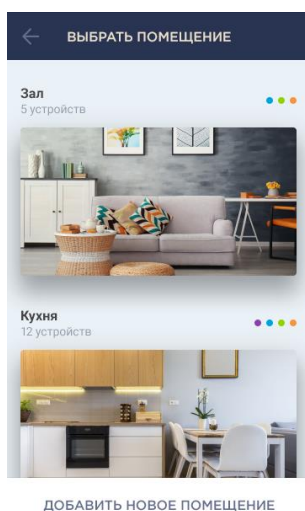 ВЫБРАТЬ ПОМЕЩЕНИЕ
Зал
5 устройств
Кухня
12 устройств
ДОБАВИТЬ НОВОЕ ПОМЕЩЕНИЕ